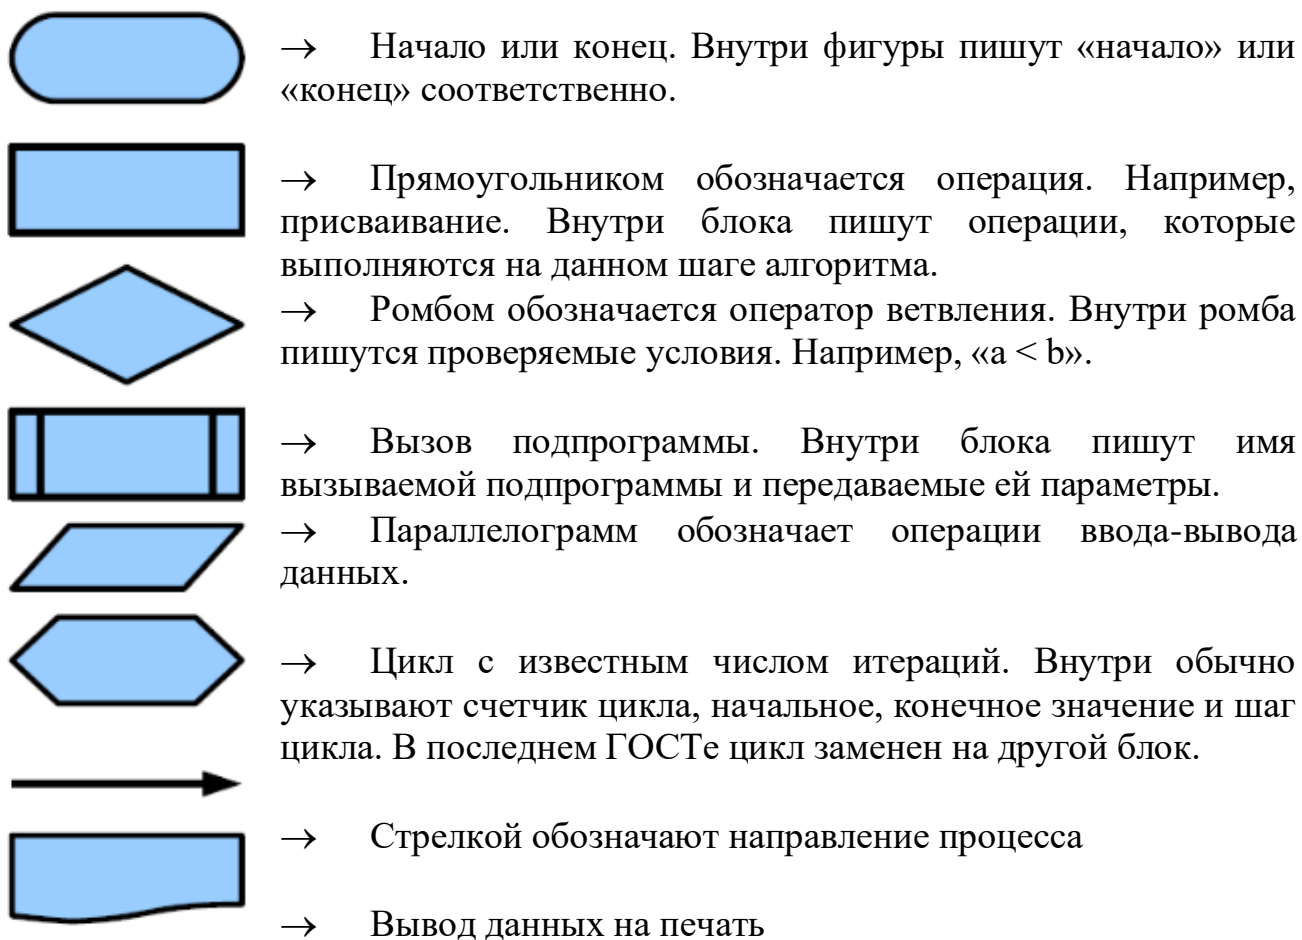 → Начало или конец. Внутри фигуры пишут «начало» или
«конец» соответственно.
→ Прямоугольником обозначается операция. Например,
присваивание. Внутри блока пишут операции, которые
выполняются на данном шаге алгоритма.
→ Ромбом обозначается оператор ветвления. Внутри ромба
пишутся проверяемые условия. Например, «a < b».
→ Вызов подпрограммы. Внутри блока пишут имя
вызываемой подпрограммы и передаваемые ей параметры.
→ Параллелограмм обозначает операции ввода-вывода
данных.
→ Цикл с известным числом итераций. Внутри обычно
указывают счетчик цикла, начальное, конечное значение и шаг
цикла. В последнем ГОСТе цикл заменен на другой блок.
→ Стрелкой обозначают направление процесса
→ Вывод данных на печать